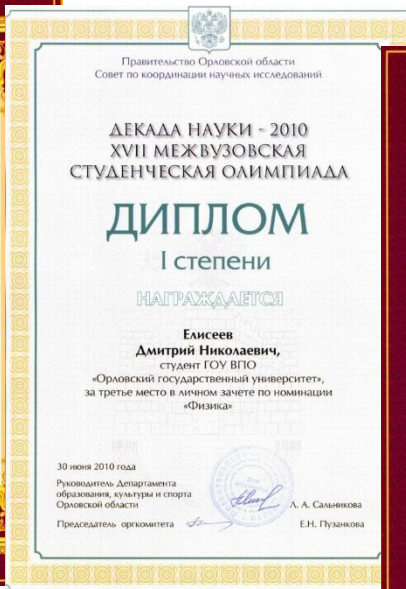 Правительство Орловской области
Совет по координации научных исследований
ДЕКАДА НАУКИ - 2010
XVII МЕЖВУЗОВСКАЯ
СТУДЕНЧЕСКАЯ ОЛИМПИАДА
ДИПЛОМ
I степени
НАГРАЖДАЕТСЯ
Елисеев
Дмитрий Николаевич,
студент ГОУ ВПО
«Орловский государственный университет»,
за третье место в личном зачете по номинации
«Физика»
30 июня 2010 года
Руководитель Департамента
образования, культуры и спорта
Орловской области Л. А. Сальникова
Председатель оргкомитета Е.Н. Пузанкова